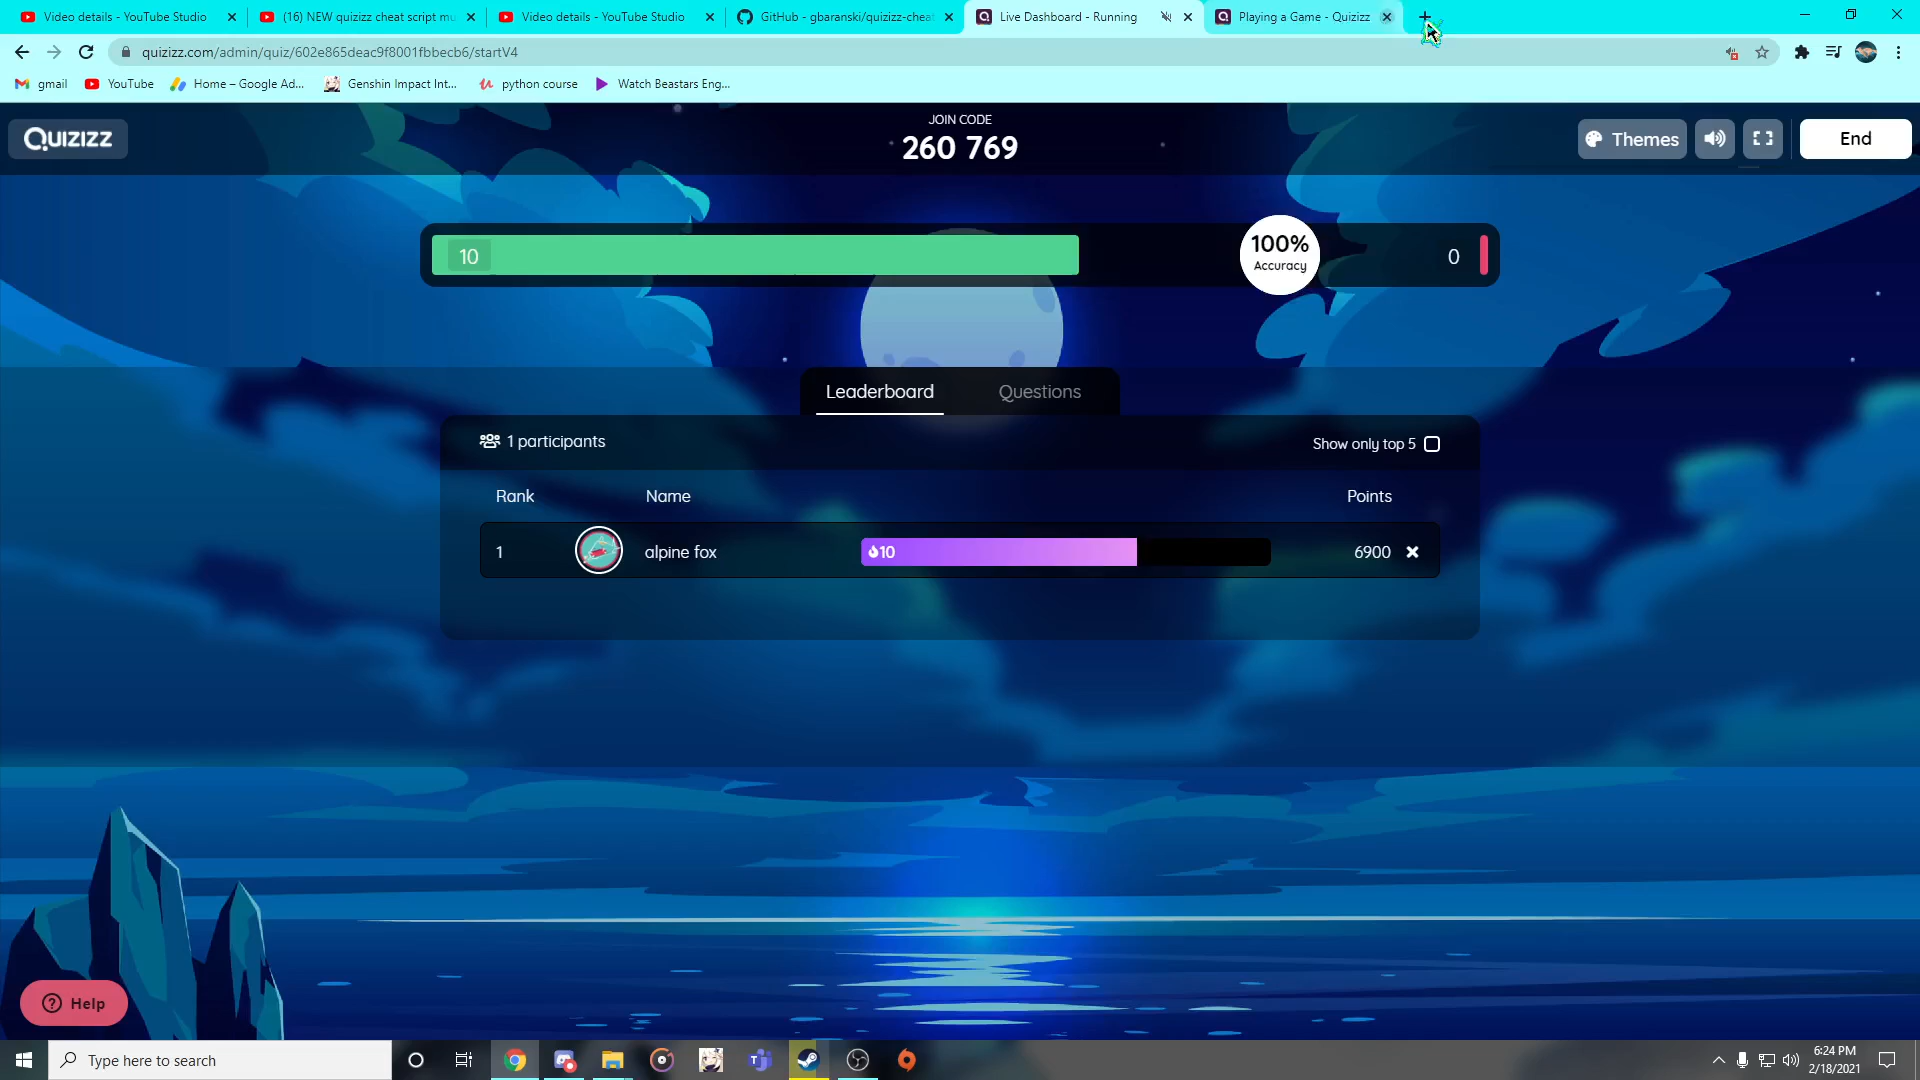 Video details - YouTube Studio
(16) NEW quizizz cheat script mu
Video details - YouTube Studio
GitHub - gbaranski/quizizz-cheat
Live Dashboard - Running
Playing a Game - Quizizz
quizizz.com/admin/quiz/602e865deac9f8001fbbecb6/startV4
gmail
YouTube
Home – Google Ad...
Genshin Impact Int...
python course
Watch Beastars Eng...
Quizizz
JOIN CODE
260 769
Themes
End
10
100%
Accuracy
0
Leaderboard
Questions
1 participants
Show only top 5
Rank
Name
Points
1
alpine fox
10
6900
Help
Type here to search
6:24 PM
2/18/2021